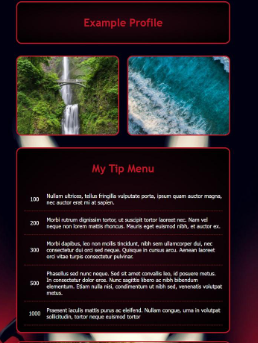 Example Profile
My Tip Menu
100 Nullam ultrices, tellus fringilla vulputate porta, ipsum quam auctor magna,
nec auctor erat mi at sapien.
200 Morbi rutrum dignissim tortor, ut suscipit tortor laoreet nec. Nam vel
neque non lorem mattis rhoncus. Mauris eget euismod nibh, et auctor ex.
300 Morbi dapibus, leo non mollis tincidunt, nibh sem ullamcorper dui, nec
consectetur dui orci sed neque. Quisque in cursus arcu. Aenean laoreet
orci vitae turpis consectetur pulvinar.
500 Phasellus sed nunc neque. Sed sit amet convallis leo, id posuere metus.
In consectetur dolor eros. Nunc sagittis libero ac nibh bibendum
elementum. Etiam nulla nisi, condimentum ut nibh sed, venenatis volutpat
metus.
1000 Praesent iaculis mattis purus ac eleifend. Nullam congue, urna in volutpat
sollicitudin, tortor neque euismod tortor